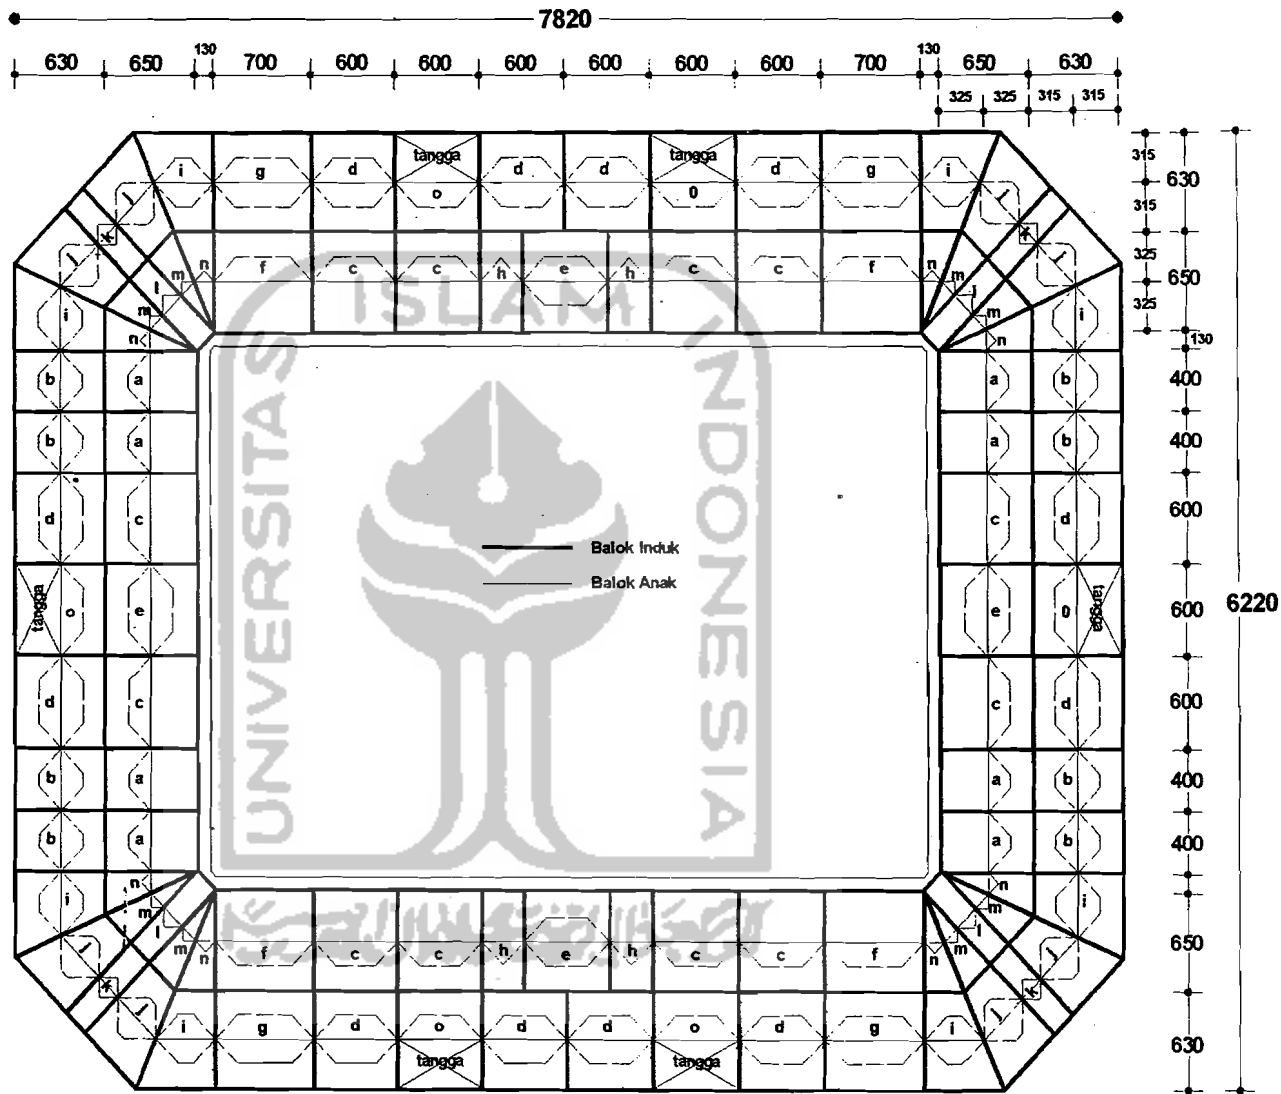 7820
630 650 130 700 600 600 600 600 600 600 700 130 650 630
325 325 315 315
i g d tangga d d tangga d g i
o 0
315
630
315
j j
k k
j j
m n f c c h e h c c f n m
l l
325
650
325
m m
n n
i i
130
b a a b
400
b a a b
400
d c c d
600
tangga o e e 0 tangga
600
6220
d c c d
600
b a a b
400
b a a b
400
Balok Induk
Balok Anak
UNIVERSITAS
ISLAM
INDONESIA
i n n i
m m
l l
m n f c c h e h c c f n m
650
j j
k k
j j
i g d o d d o d g i
tangga tangga
630